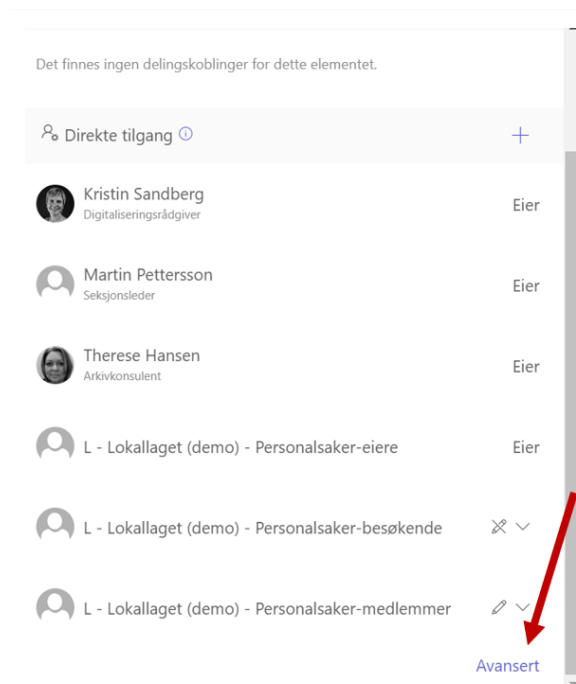 Det finnes ingen delingskoblinger for dette elementet.
Direkte tilgang
Kristin Sandberg
Digitaliseringsrådgiver
Eier
Martin Pettersson
Seksjonsleder
Eier
Therese Hansen
Arkivkonsulent
Eier
L - Lokallaget (demo) - Personalsaker-eiere
Eier
L - Lokallaget (demo) - Personalsaker-besøkende
L - Lokallaget (demo) - Personalsaker-medlemmer
Avansert